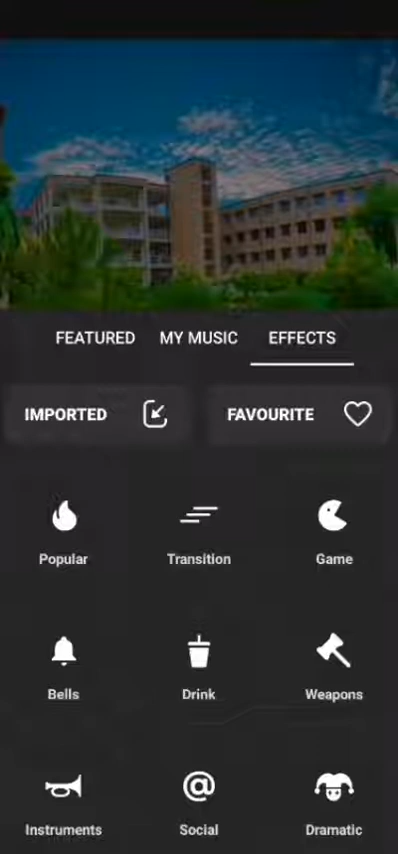 FEATURED MY MUSIC EFFECTS
IMPORTED FAVOURITE
Popular Transition Game
Bells Drink Weapons
Instruments Social Dramatic